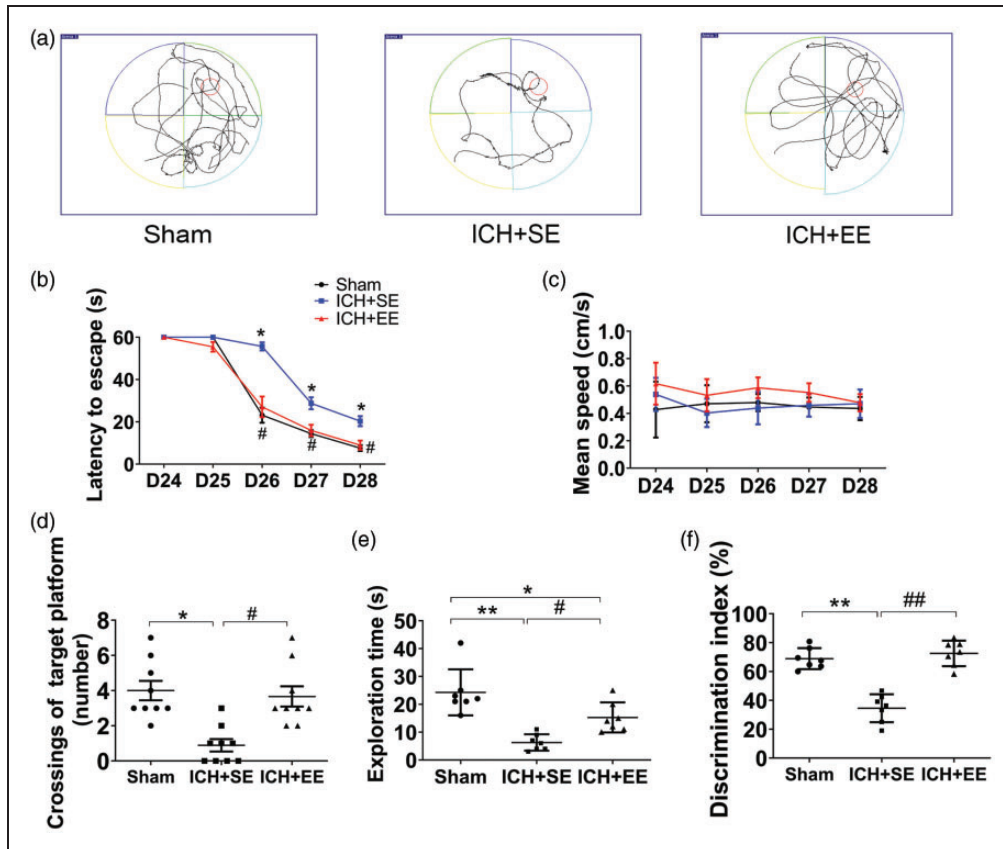 (a)
Sham
ICH+SE
ICH+EE
(b)
Sham
ICH+SE
ICH+EE
Latency to escape (s)
60
40
20
0
*
*
*
#
#
#
D24 D25 D26 D27 D28
(c)
Mean speed (cm/s)
1.0
0.8
0.6
0.4
0.2
0.0
D24 D25 D26 D27 D28
(d)
Crossings of target platform
(number)
8
6
4
2
0
* #
Sham ICH+SE ICH+EE
(e)
Exploration time (s)
50
40
30
20
10
0
*
** #
Sham ICH+SE ICH+EE
(f)
Discrimination index (%)
100
80
60
40
20
0
** ##
Sham ICH+SE ICH+EE